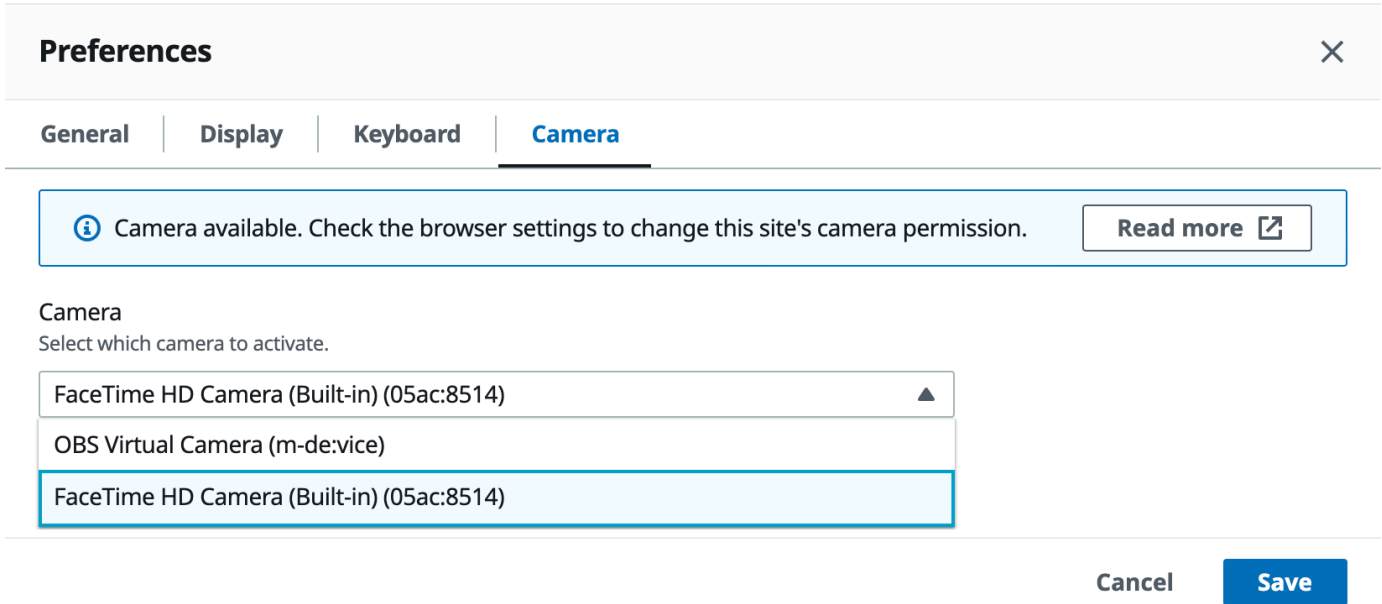 Preferences
General
Display
Keyboard
Camera
Camera available. Check the browser settings to change this site's camera permission.
Read more
Camera
Select which camera to activate.
FaceTime HD Camera (Built-in) (05ac:8514)
OBS Virtual Camera (m-de:vice)
FaceTime HD Camera (Built-in) (05ac:8514)
Cancel
Save